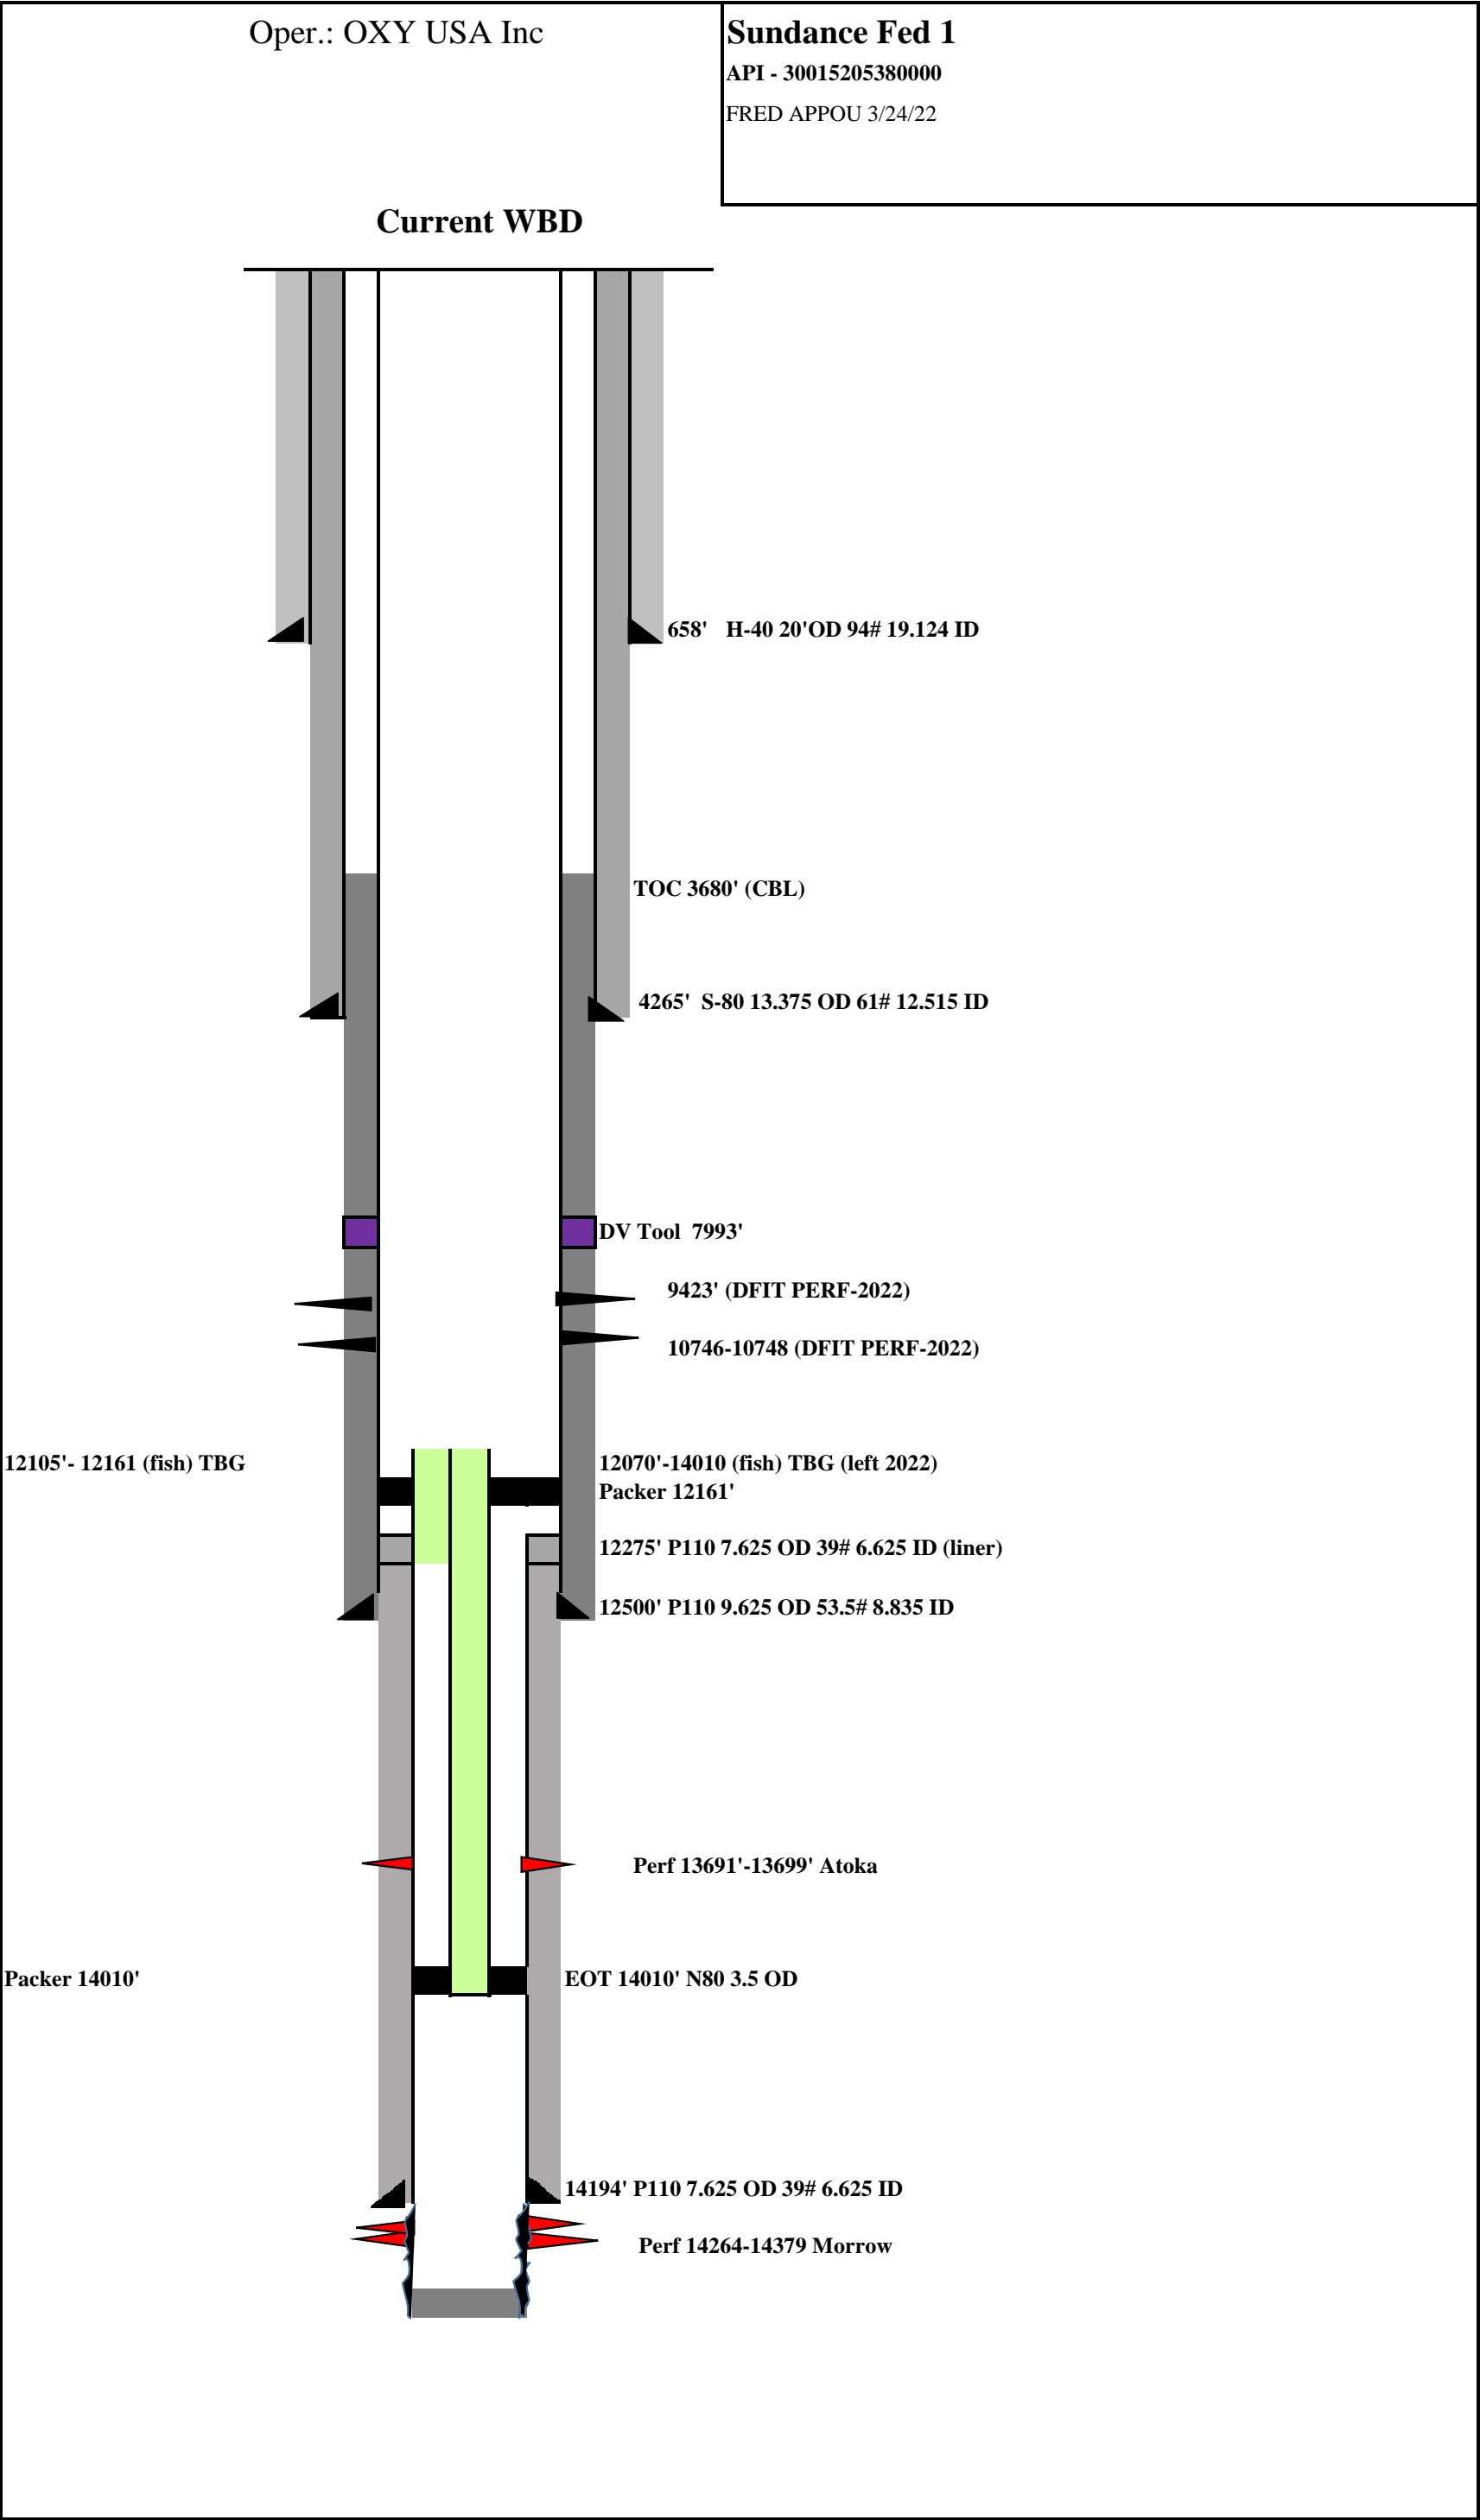 Oper.: OXY USA Inc
Sundance Fed 1
API - 30015205380000
FRED APPOU 3/24/22
Current WBD
658' H-40 20'OD 94# 19.124 ID
TOC 3680' (CBL)
4265' S-80 13.375 OD 61# 12.515 ID
DV Tool 7993'
9423' (DFIT PERF-2022)
10746-10748 (DFIT PERF-2022)
12105'- 12161 (fish) TBG
12070'-14010 (fish) TBG (left 2022)
Packer 12161'
12275' P110 7.625 OD 39# 6.625 ID (liner)
12500' P110 9.625 OD 53.5# 8.835 ID
Perf 13691'-13699' Atoka
Packer 14010'
EOT 14010' N80 3.5 OD
14194' P110 7.625 OD 39# 6.625 ID
Perf 14264-14379 Morrow